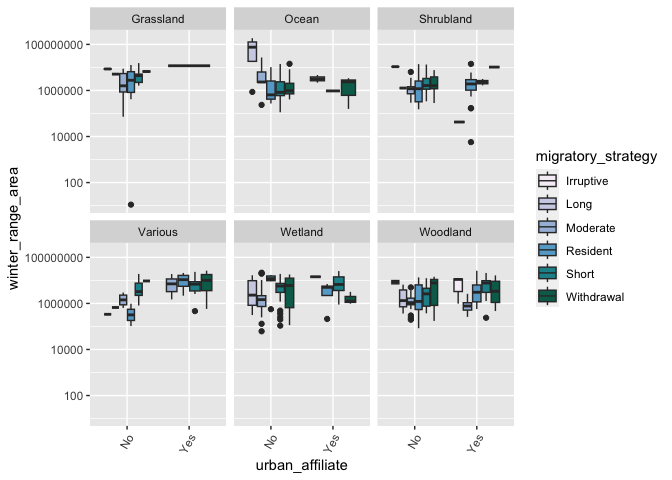 Grassland Ocean Shrubland
100000000
1000000
10000
100
Various Wetland Woodland
100000000
1000000
10000
100
winter_range_area
No Yes No Yes No Yes
urban_affiliate
migratory_strategy
Irruptive
Long
Moderate
Resident
Short
Withdrawal